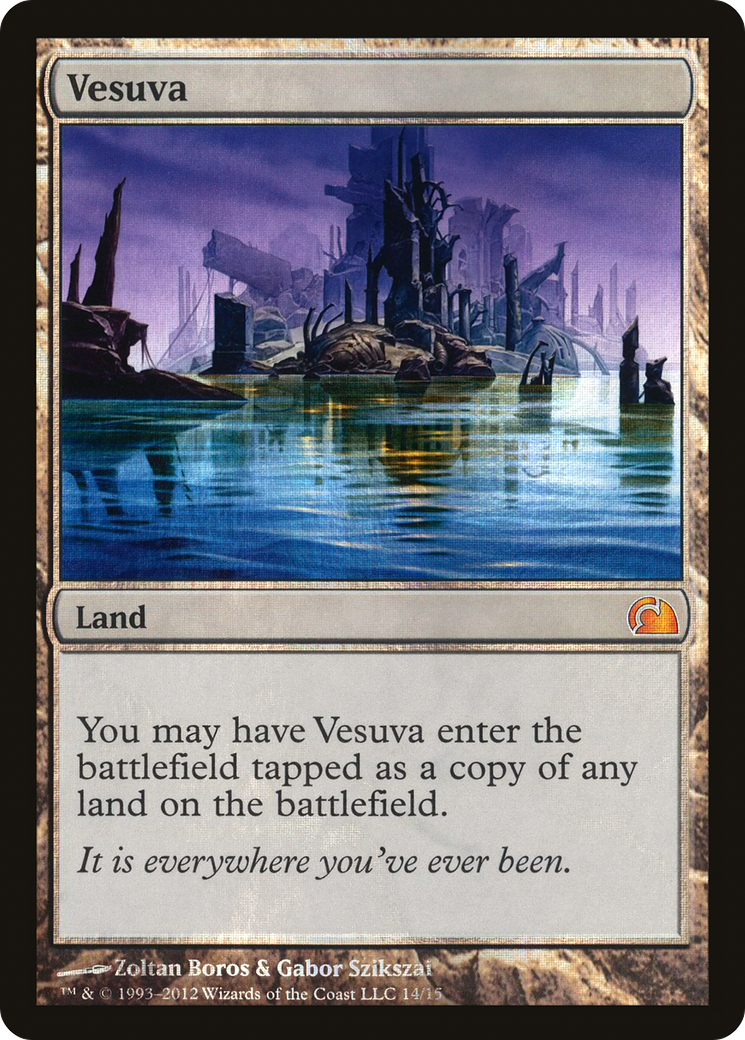 Vesuva
Land
You may have Vesuva enter the
battlefield tapped as a copy of any
land on the battlefield.
It is everywhere you've ever been.
Zoltan Boros & Gabor Szikszai
™ & © 1993–2012 Wizards of the Coast LLC 14/15